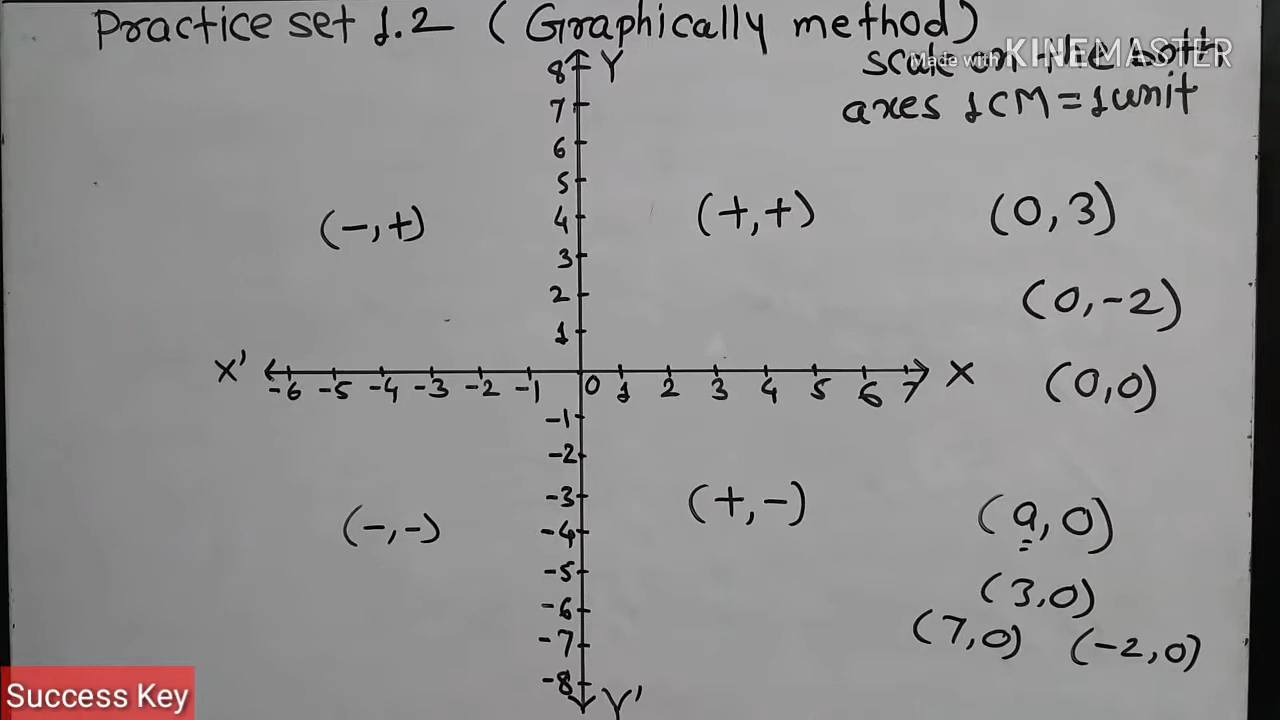 Practice set 1.2 (Graphically method)
Made with KINEMASTER
scale on the both
axes 1CM = 1unit
Y
8
7
6
5
4
3
2
1
(-,+)
(+,+)
(0,3)
(0,-2)
X' -6 -5 -4 -3 -2 -1 0 1 2 3 4 5 6 7 X
(0,0)
-1
-2
-3
-4
-5
-6
-7
-8
Y'
(-,-)
(+,-)
(a,0)
(3,0)
(7,0) (-2,0)
Success Key